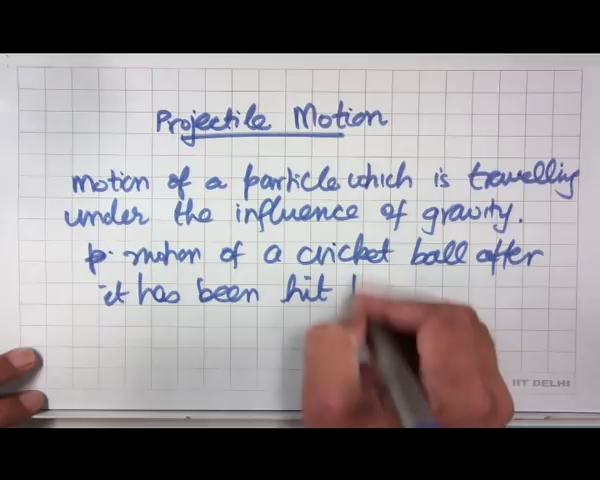 Projectile Motion
motion of a particle which is travelling
under the influence of gravity.
motion of a cricket ball after
it has been hit
IIT DELHI